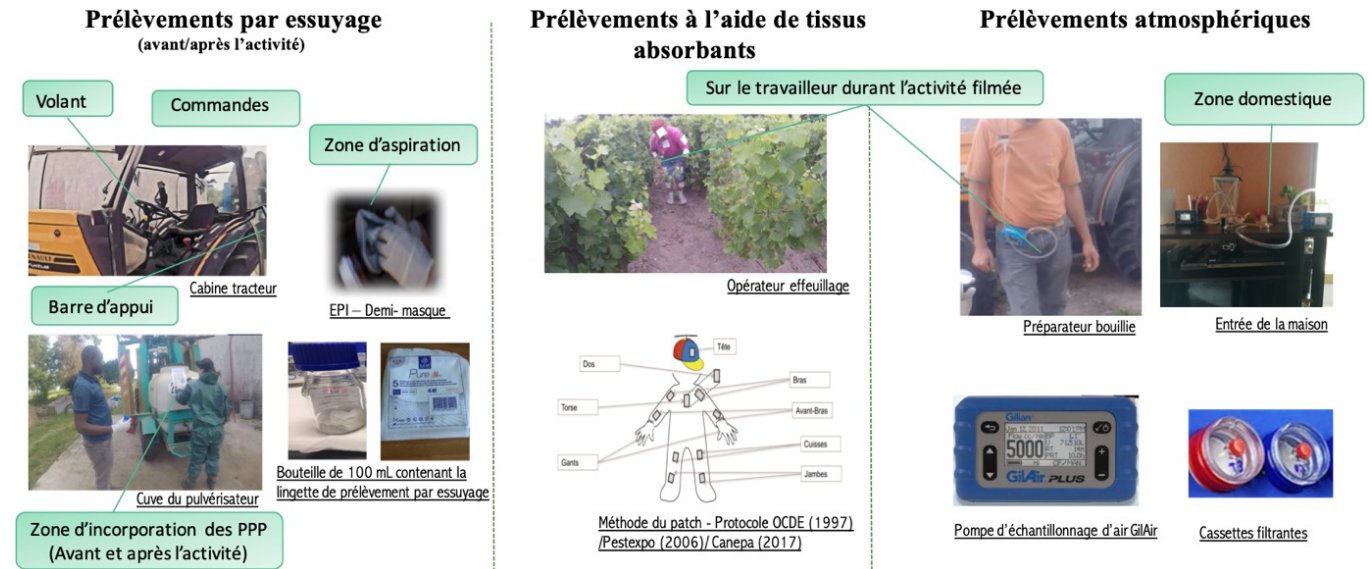 Prélèvements par essuyage
(avant/après l'activité)
Volant
Commandes
Zone d'aspiration
Cabine tracteur
EPI – Demi- masque
Barre d'appui
Cuve du pulvérisateur
Bouteille de 100 mL contenant la
lingette de prélèvement par essuyage
Zone d'incorporation des PPP
(Avant et après l'activité)
Prélèvements à l'aide de tissus
absorbants
Sur le travailleur durant l'activité filmée
Opérateur effeuillage
Tête
Dos
Bras
Torse
Avant-Bras
Cuisses
Gants
Jambes
Méthode du patch - Protocole OCDE (1997)
/Pestexpo (2006)/ Canepa (2017)
Prélèvements atmosphériques
Zone domestique
Préparateur bouillie
Entrée de la maison
Gilian
5000
GilAir PLUS
Pompe d'échantillonnage d'air GilAir
Cassettes filtrantes